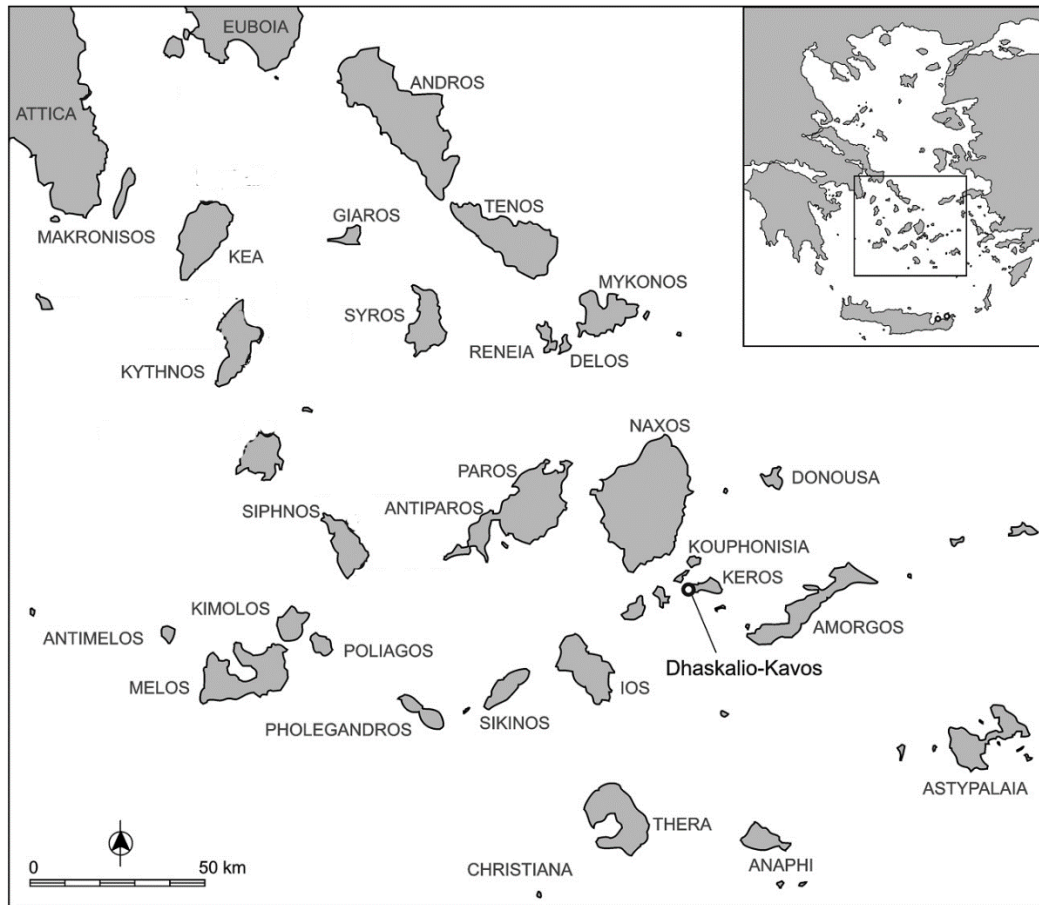 EUBOIA
ANDROS
ATTICA
TENOS
GIAROS
MAKRONISOS
KEA
MYKONOS
SYROS
RENEIA
DELOS
KYTHNOS
NAXOS
PAROS
DONOUSA
ANTIPAROS
SIPHNOS
KOUPHONISIA
KEROS
KIMOLOS
AMORGOS
ANTIMELOS
POLIAGOS
Dhaskalio-Kavos
MELOS
IOS
SIKINOS
PHOLEGANDROS
ASTYPALAIA
THERA
ANAPHI
CHRISTIANA
0 50 km